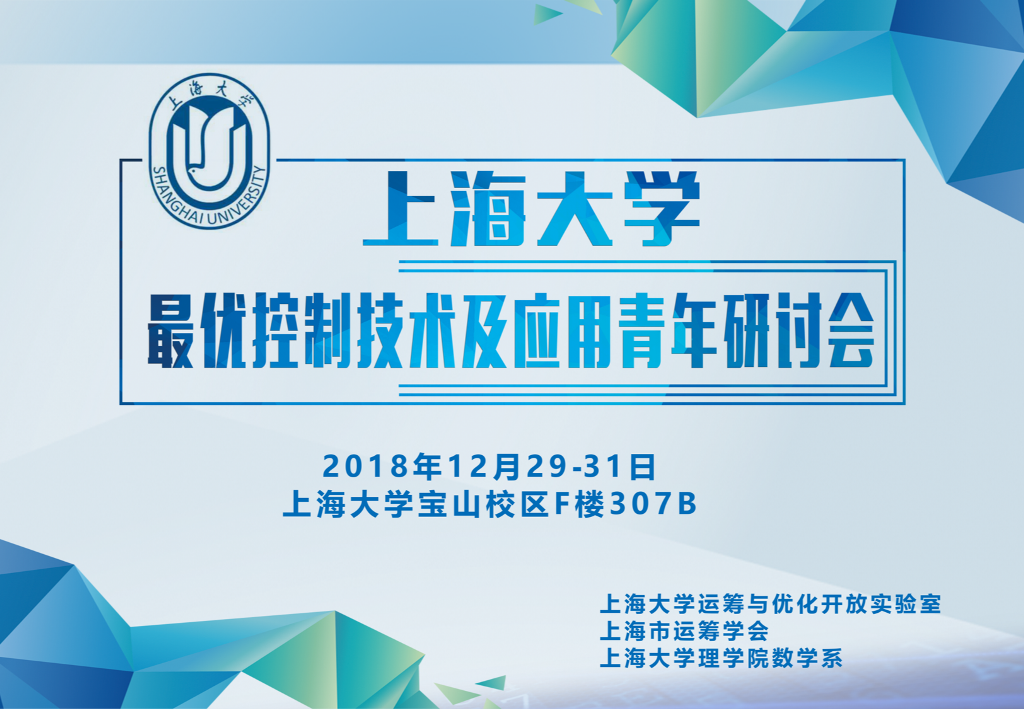 上海大学
SHANGHAI UNIVERSITY
上海大学
最优控制技术及应用青年研讨会
2018年12月29-31日
上海大学宝山校区F楼307B
上海大学运筹与优化开放实验室
上海市运筹学会
上海大学理学院数学系